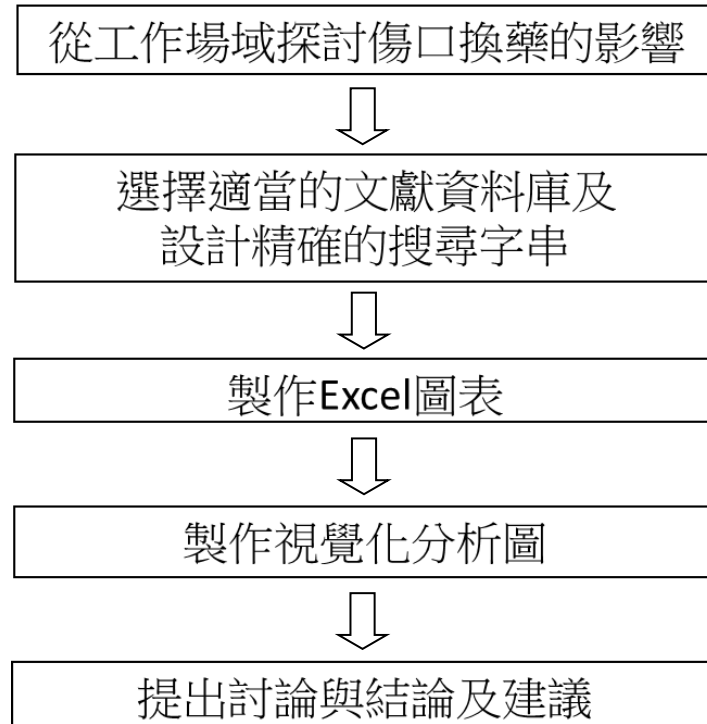 從工作場域探討傷口換藥的影響
選擇適當的文獻資料庫及
設計精確的搜尋字串
製作Excel圖表
製作視覺化分析圖
提出討論與結論及建議